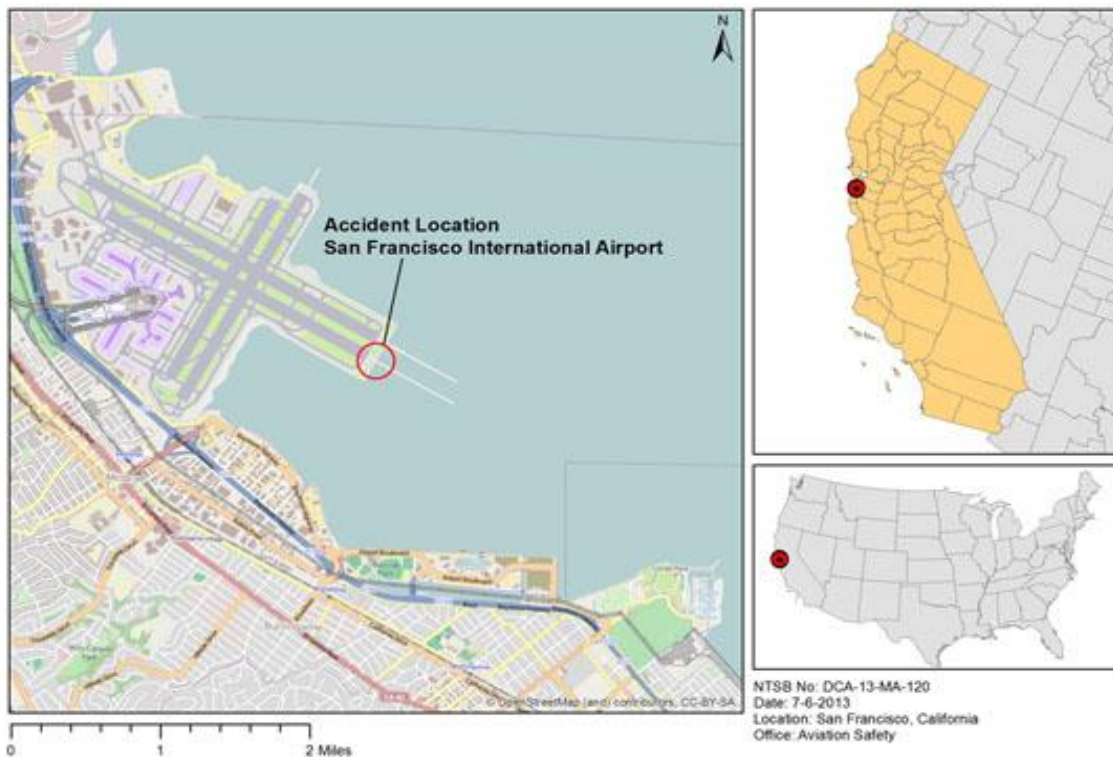 N
Accident Location
San Francisco International Airport
© OpenStreetMap (and) contributors, CC-BY-SA
0 1 2 Miles
NTSB No: DCA-13-MA-120
Date: 7-6-2013
Location: San Francisco, California
Office: Aviation Safety